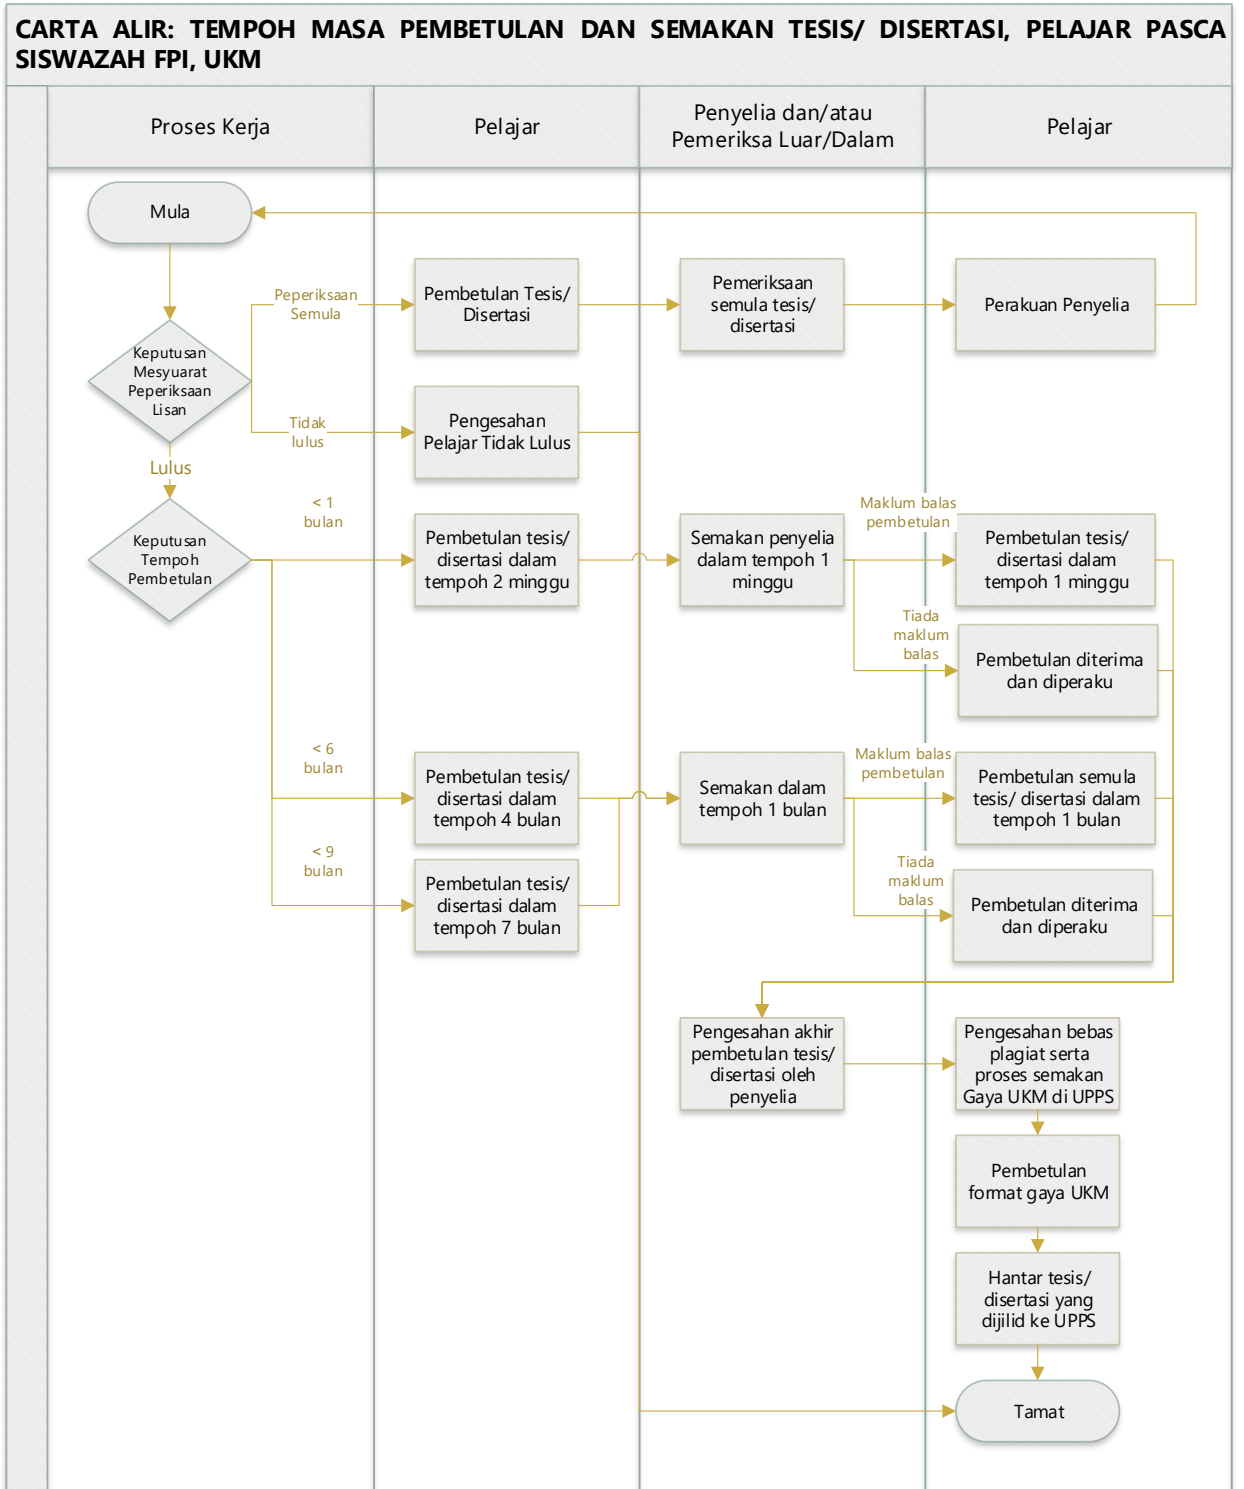 CARTA ALIR: TEMPOH MASA PEMBETULAN DAN SEMAKAN TESIS/ DISERTASI, PELAJAR PASCA
SISWAZAH FPI, UKM
Proses Kerja
Pelajar
Penyelia dan/atau
Pemeriksa Luar/Dalam
Pelajar
Mula
Peperiksaan
Semula
Pembetulan Tesis/
Disertasi
Pemeriksaan
semula tesis/
disertasi
Perakuan Penyelia
Keputusan
Mesyuarat
Peperiksaan
Lisan
Tidak
lulus
Pengesahan
Pelajar Tidak Lulus
Lulus
Keputusan
Tempoh
Pembetulan
< 1
bulan
Pembetulan tesis/
disertasi dalam
tempoh 2 minggu
Semakan penyelia
dalam tempoh 1
minggu
Maklum balas
pembetulan
Pembetulan tesis/
disertasi dalam
tempoh 1 minggu
Tiada
maklum
balas
Pembetulan diterima
dan diperaku
< 6
bulan
Pembetulan tesis/
disertasi dalam
tempoh 4 bulan
Semakan dalam
tempoh 1 bulan
Maklum balas
pembetulan
Pembetulan semula
tesis/ disertasi dalam
tempoh 1 bulan
< 9
bulan
Pembetulan tesis/
disertasi dalam
tempoh 7 bulan
Tiada
maklum
balas
Pembetulan diterima
dan diperaku
Pengesahan akhir
pembetulan tesis/
disertasi oleh
penyelia
Pengesahan bebas
plagiat serta
proses semakan
Gaya UKM di UPPS
Pembetulan
format gaya UKM
Hantar tesis/
disertasi yang
dijilid ke UPPS
Tamat